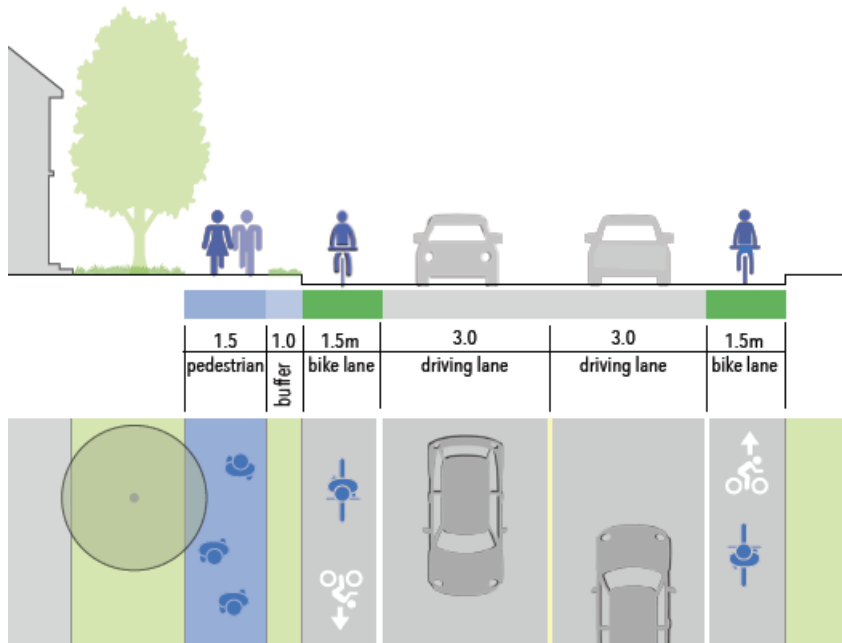 1.5 1.0 1.5m 3.0 3.0 1.5m
pedestrian buffer bike lane driving lane driving lane bike lane